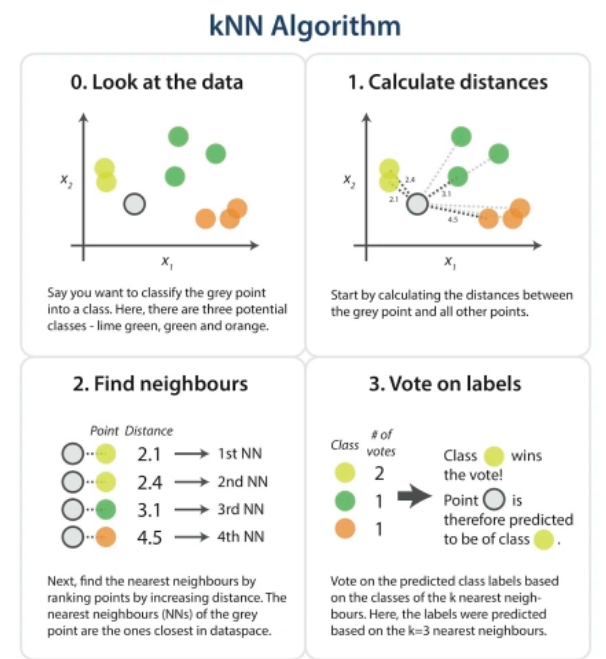 kNN Algorithm
0. Look at the data
X2
X1
Say you want to classify the grey point
into a class. Here, there are three potential
classes - lime green, green and orange.
1. Calculate distances
X2
2.4
2.1
3.1
4.5
X1
Start by calculating the distances between
the grey point and all other points.
2. Find neighbours
Point Distance
2.1 → 1st NN
2.4 → 2nd NN
3.1 → 3rd NN
4.5 → 4th NN
Next, find the nearest neighbours by
ranking points by increasing distance. The
nearest neighbours (NNs) of the grey
point are the ones closest in dataspace.
3. Vote on labels
Class # of
votes
2
1
1
Class wins
the vote!
Point is
therefore predicted
to be of class .
Vote on the predicted class labels based
on the classes of the k nearest neigh-
bours. Here, the labels were predicted
based on the k=3 nearest neighbours.